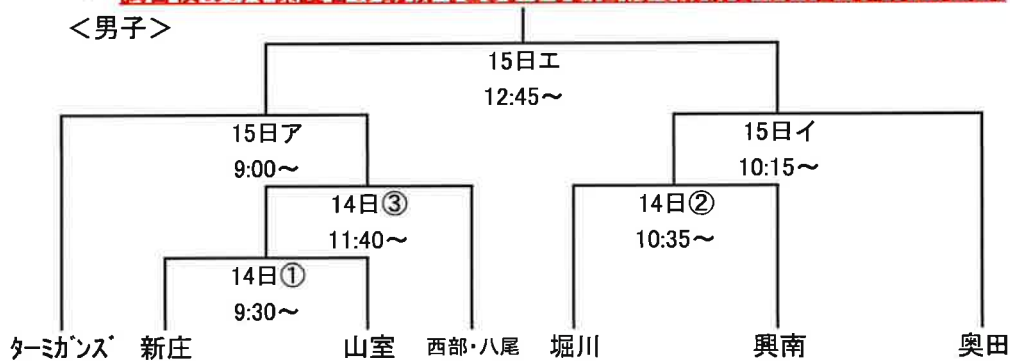 ＜男子＞
15日エ
12:45～
15日ア
9:00～
15日イ
10:15～
14日③
11:40～
14日②
10:35～
14日①
9:30～
ﾀｰﾐｶﾞﾝｽﾞ 新庄 山室 西部・八尾 堀川 興南 奥田